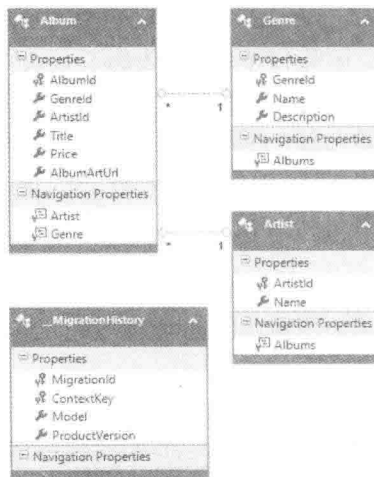 Album
Properties
AlbumId
GenreId
ArtistId
Title
Price
AlbumArtUrl
Navigation Properties
Artist
Genre
* 1
* 1
Genre
Properties
GenreId
Name
Description
Navigation Properties
Albums
Artist
Properties
ArtistId
Name
Navigation Properties
Albums
__MigrationHistory
Properties
MigrationId
ContextKey
Model
ProductVersion
Navigation Properties